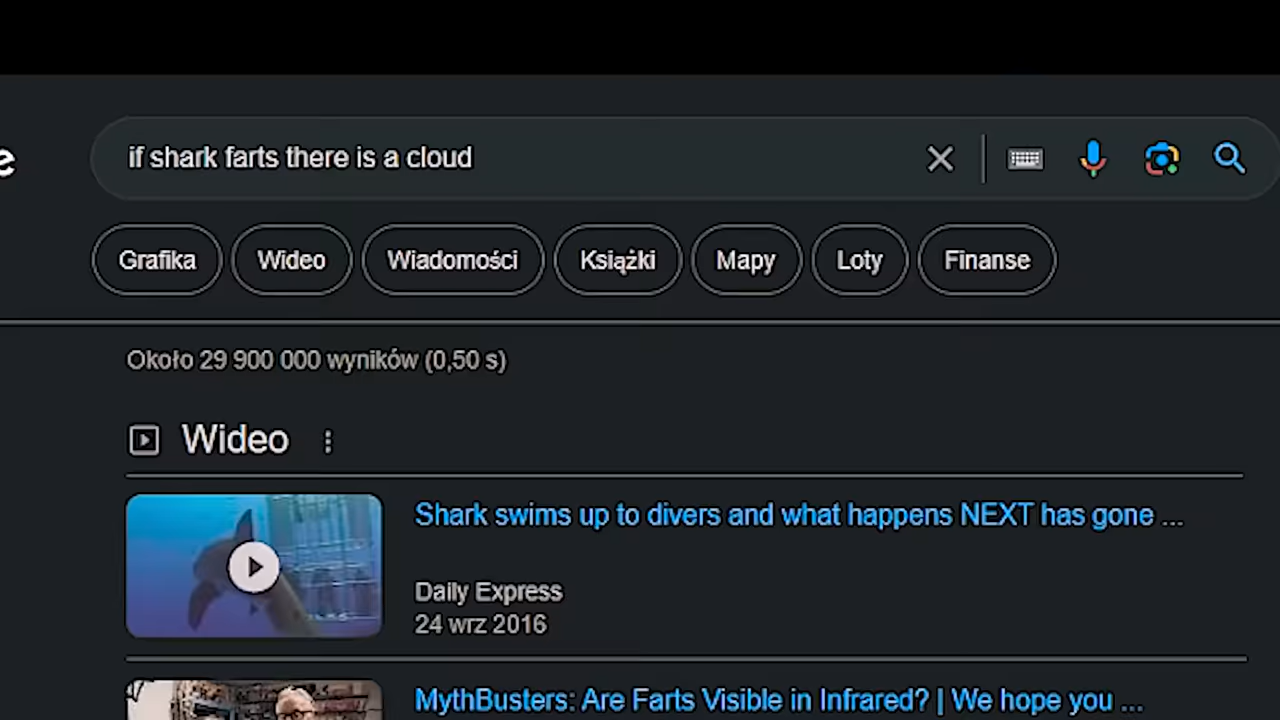 e
if shark farts there is a cloud
Grafika Wideo Wiadomości Książki Mapy Loty Finanse
Około 29 900 000 wyników (0,50 s)
Wideo
Shark swims up to divers and what happens NEXT has gone ...
Daily Express
24 wrz 2016
MythBusters: Are Farts Visible in Infrared? | We hope you ...